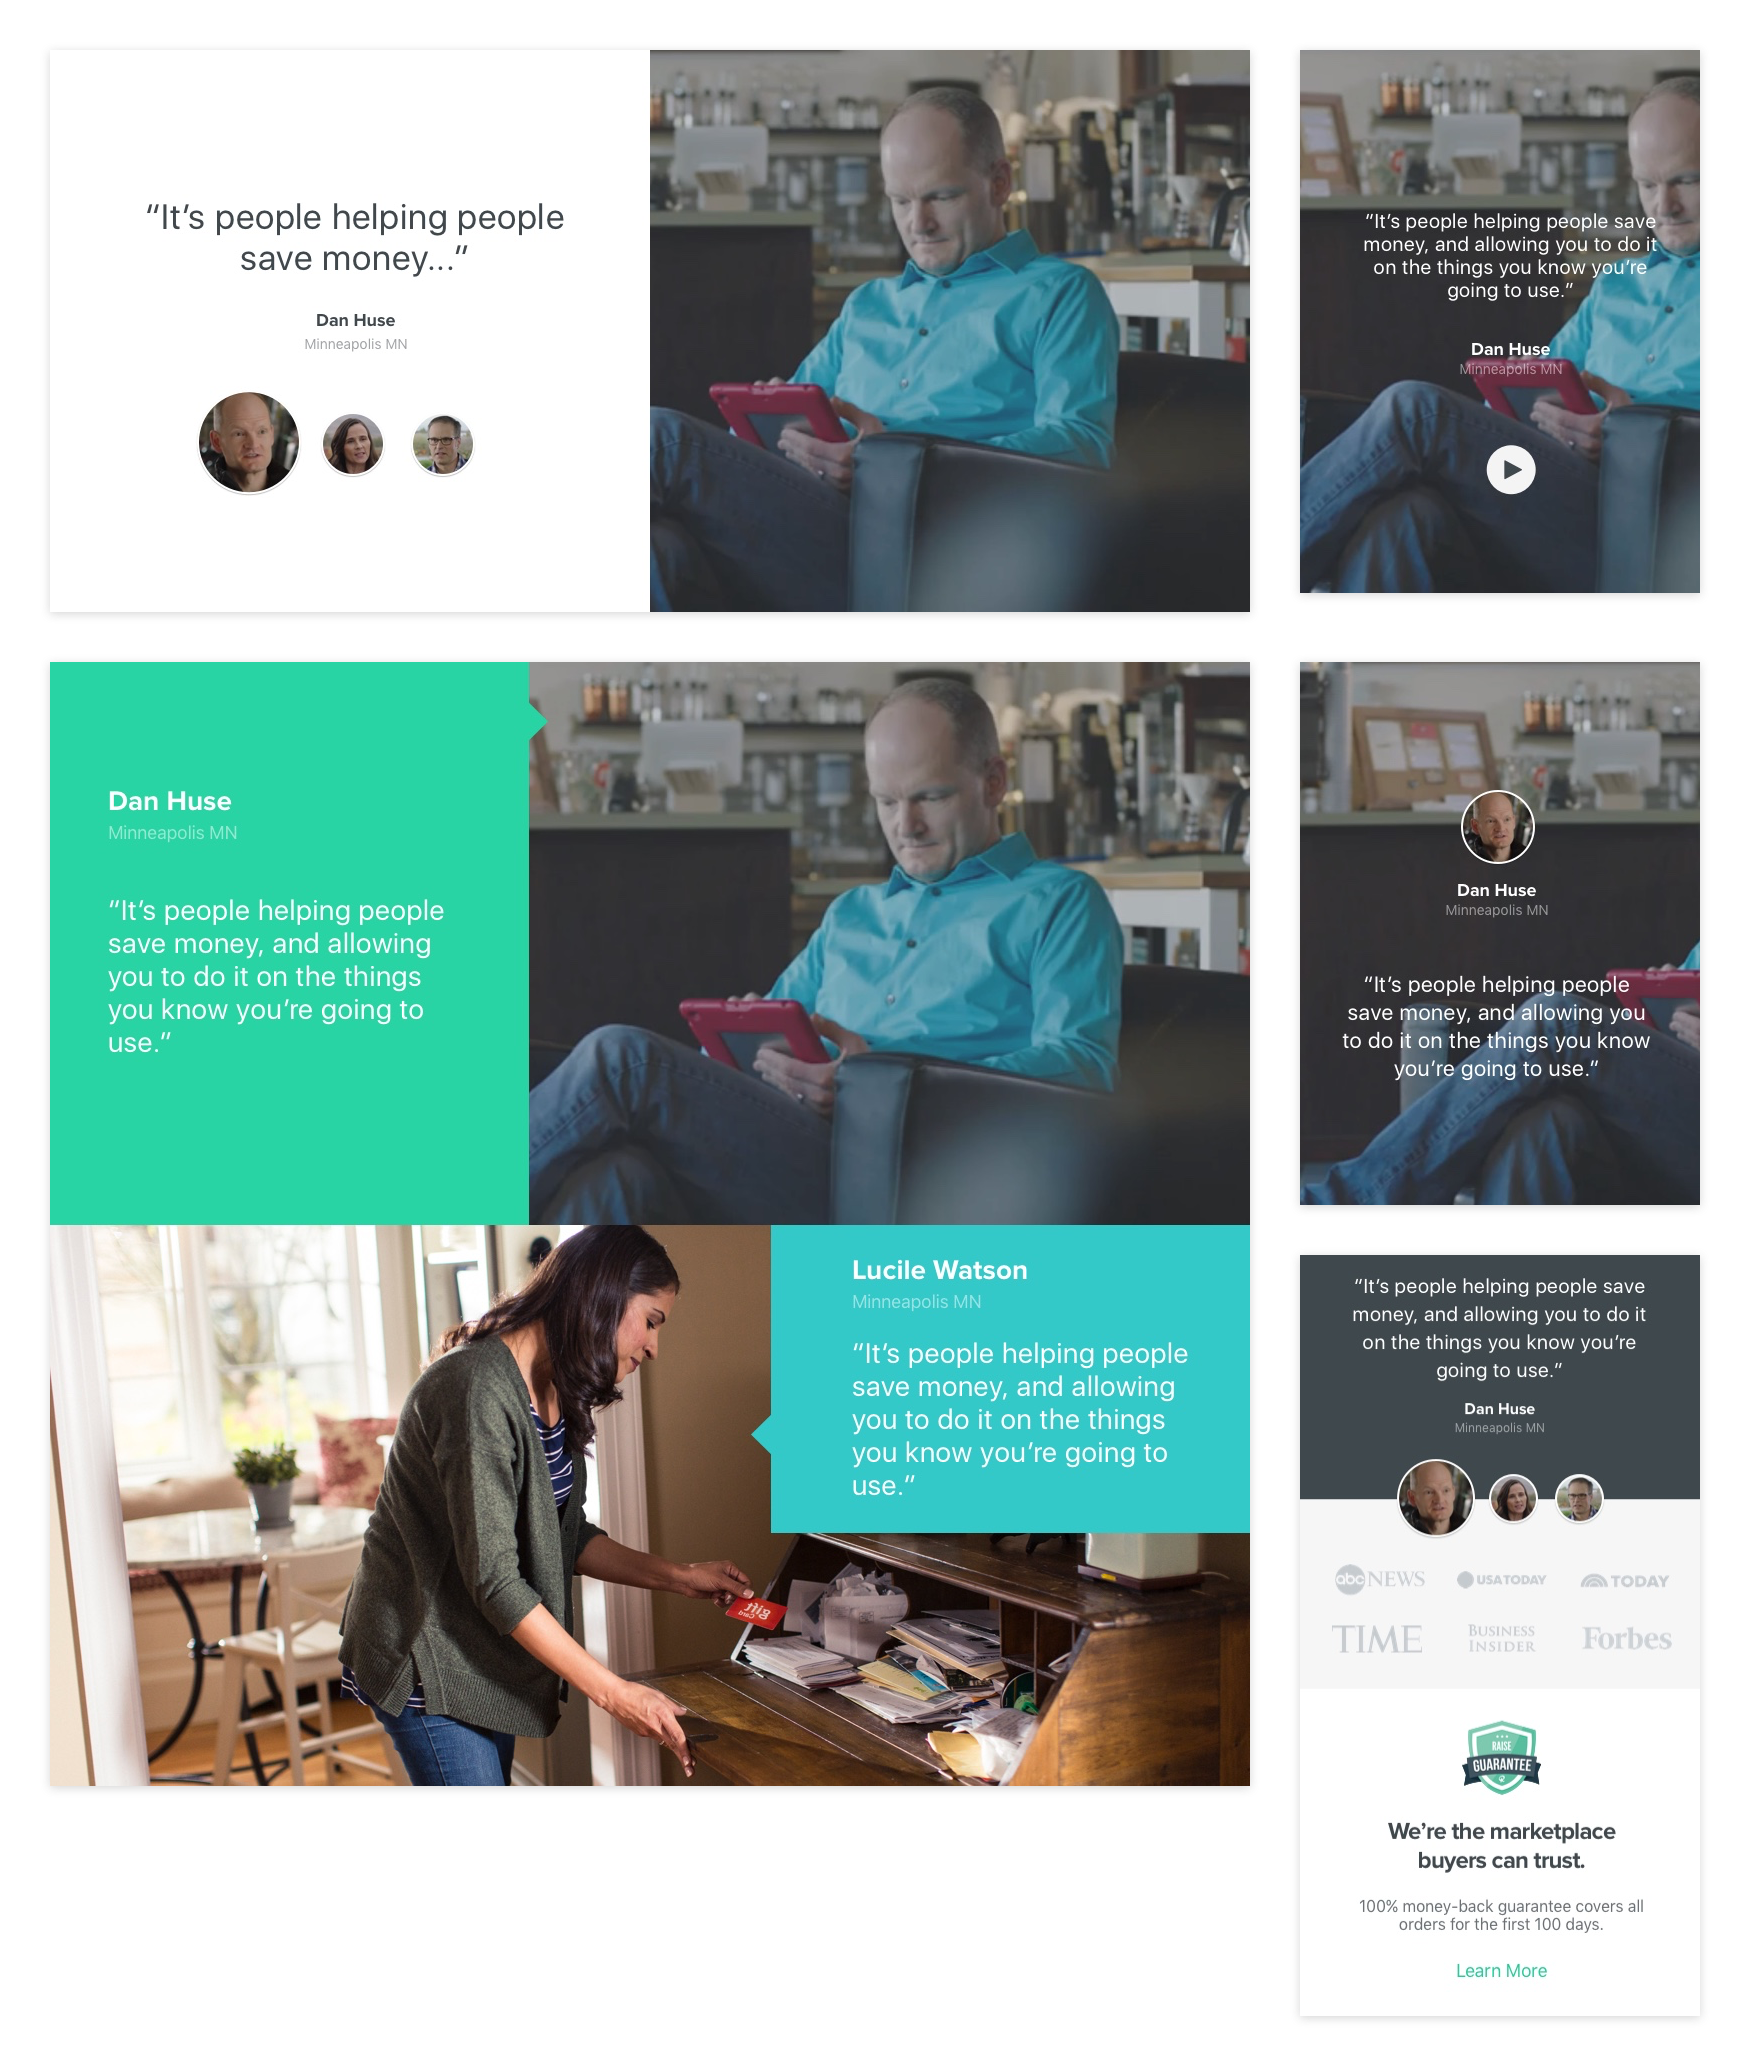 “It’s people helping people
save money...”
Dan Huse
Minneapolis MN
“It’s people helping people save
money, and allowing you to do it
on the things you know you’re
going to use.”
Dan Huse
Minneapolis MN
Dan Huse
Minneapolis MN
“It’s people helping people
save money, and allowing
you to do it on the things
you know you’re going to
use.”
Dan Huse
Minneapolis MN
“It’s people helping people
save money, and allowing you
to do it on the things you know
you’re going to use.”
Lucile Watson
Minneapolis MN
“It’s people helping people
save money, and allowing
you to do it on the things
you know you’re going to
use.”
gift
Card
“It’s people helping people save
money, and allowing you to do it
on the things you know you’re
going to use.”
Dan Huse
Minneapolis MN
abc NEWS
USA TODAY
TODAY
TIME
BUSINESS
INSIDER
Forbes
RAISE
GUARANTEE
We’re the marketplace
buyers can trust.
100% money-back guarantee covers all
orders for the first 100 days.
Learn More